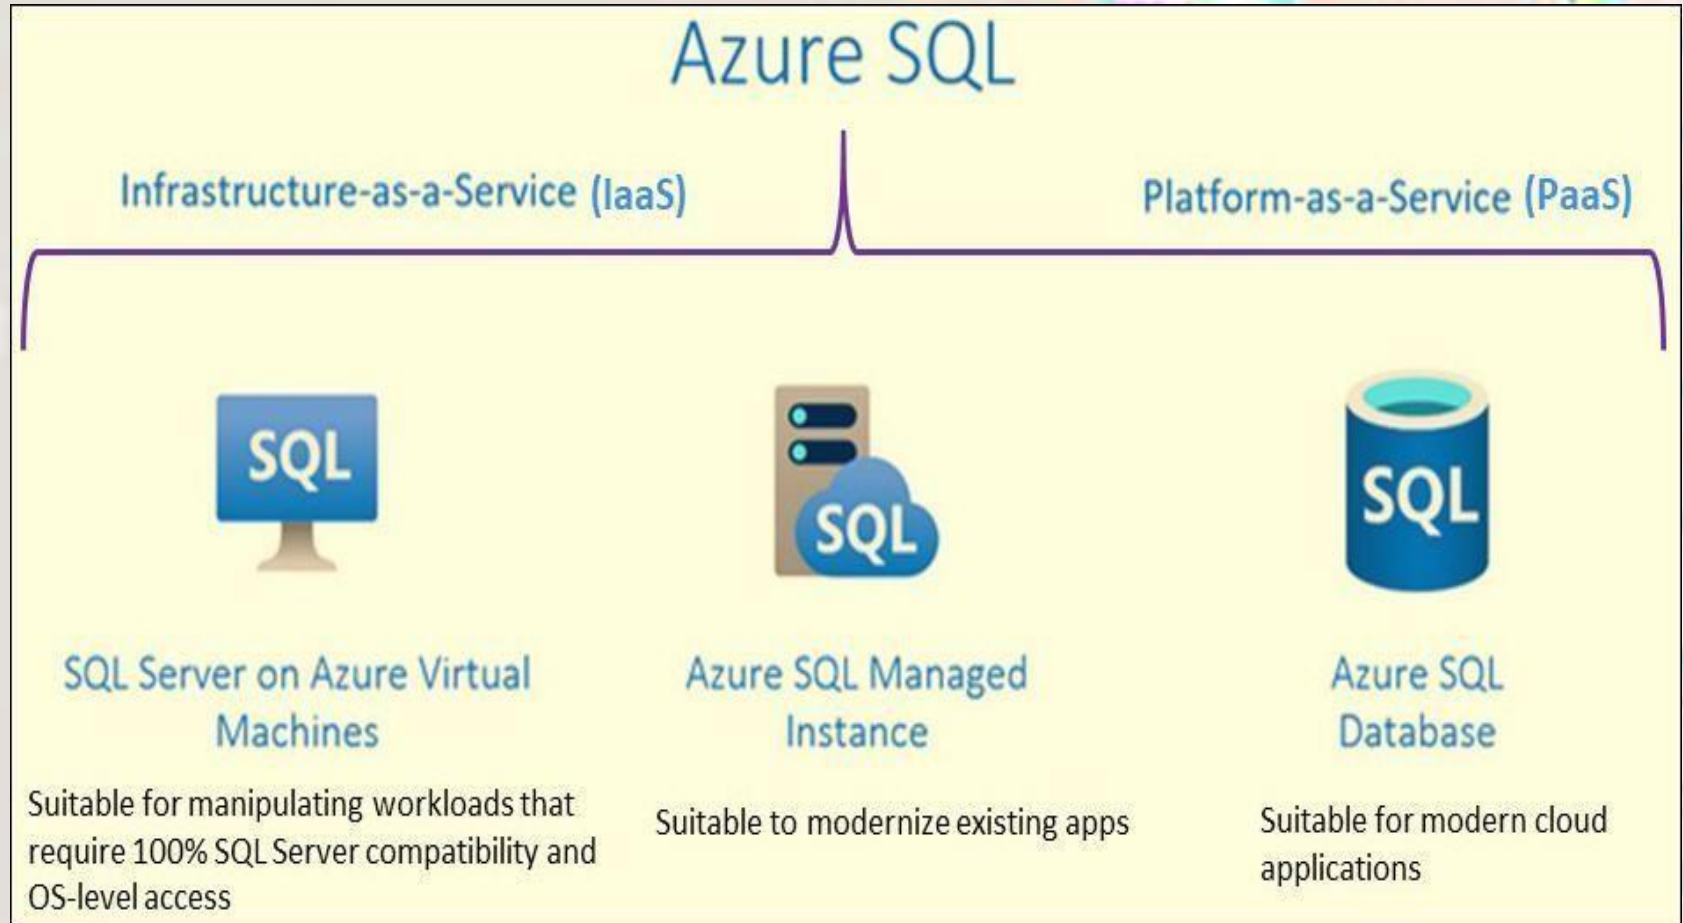 Azure SQL
Infrastructure-as-a-Service (IaaS)
Platform-as-a-Service (PaaS)
SQL
SQL
SQL
SQL Server on Azure Virtual
Machines
Azure SQL Managed
Instance
Azure SQL
Database
Suitable for manipulating workloads that
require 100% SQL Server compatibility and
OS-level access
Suitable to modernize existing apps
Suitable for modern cloud
applications